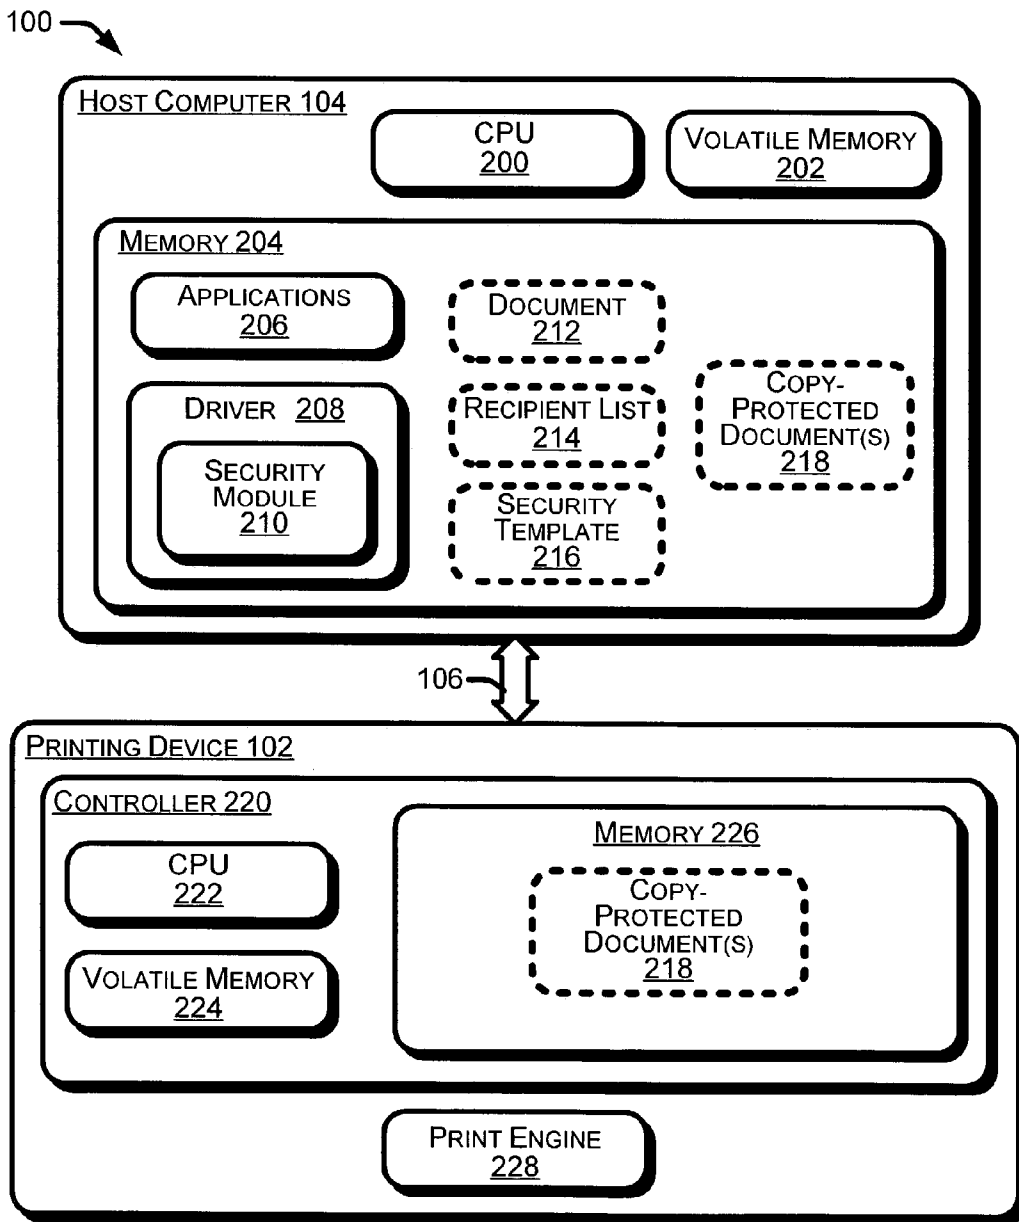 100
HOST COMPUTER 104
CPU
200
VOLATILE MEMORY
202
MEMORY 204
APPLICATIONS
206
DRIVER 208
SECURITY
MODULE
210
DOCUMENT
212
RECIPIENT LIST
214
SECURITY
TEMPLATE
216
COPY-
PROTECTED
DOCUMENT(S)
218
106
PRINTING DEVICE 102
CONTROLLER 220
CPU
222
VOLATILE MEMORY
224
MEMORY 226
COPY-
PROTECTED
DOCUMENT(S)
218
PRINT ENGINE
228